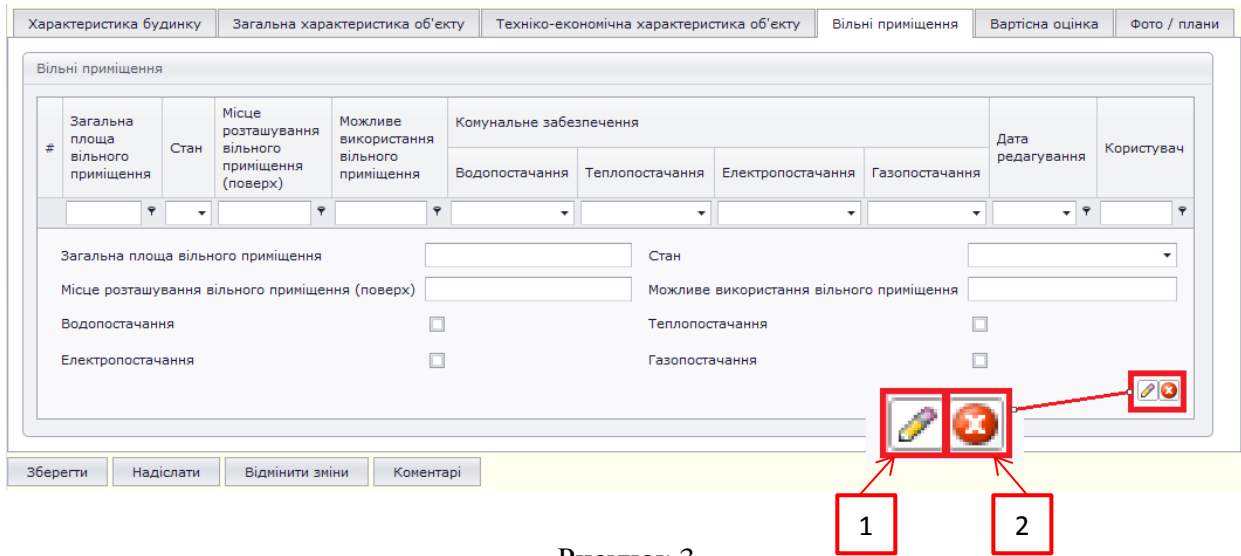 Характеристика будинку Загальна характеристика об'єкту Техніко-економічна характеристика об'єкту Вільні приміщення Вартісна оцінка Фото / плани
Вільні приміщення
# Загальна площа вільного приміщення Стан Місце розташування вільного приміщення (поверх) Можливе використання вільного приміщення Комунальне забезпечення Дата редагування Користувач
Водопостачання Теплопостачання Електропостачання Газопостачання
Загальна площа вільного приміщення Стан
Місце розташування вільного приміщення (поверх) Можливе використання вільного приміщення
Водопостачання Теплопостачання
Електропостачання Газопостачання
Зберегти Надіслати Відмінити зміни Коментарі
1 2
Рисунок 3